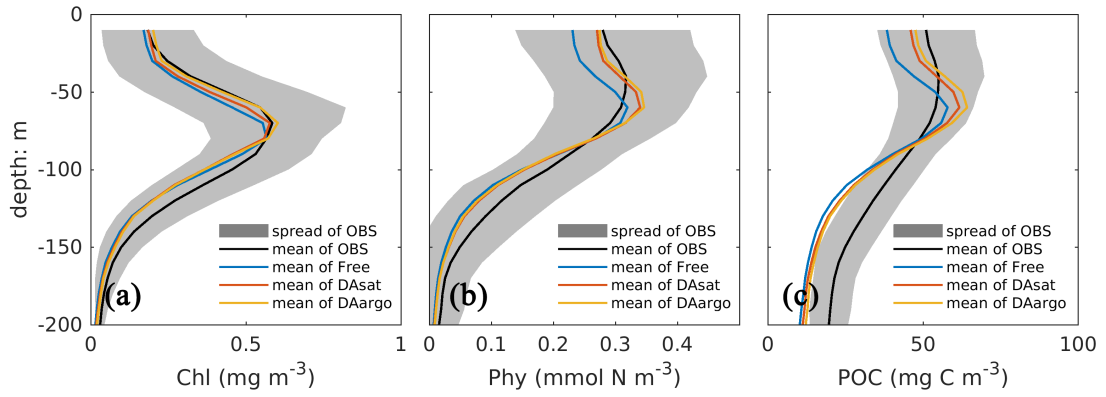 0
-50
-100
-150
-200
depth: m
spread of OBS
mean of OBS
mean of Free
mean of DAsat
mean of DAargo
(a)
0 0.5 1
Chl (mg m-3)
spread of OBS
mean of OBS
mean of Free
mean of DAsat
mean of DAargo
(b)
0 0.1 0.2 0.3 0.4
Phy (mmol N m-3)
spread of OBS
mean of OBS
mean of Free
mean of DAsat
mean of DAargo
(c)
0 50 100
POC (mg C m-3)